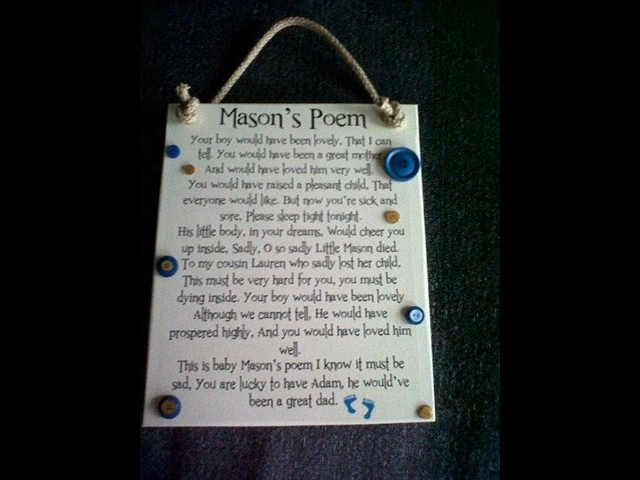 Mason's Poem
Your boy would have been lovely, That I can
tell. You would have been a great mother
And would have loved him very well.
You would have raised a pleasant child, That
everyone would like. But now you're sick and
sore, Please sleep tight tonight.
His little body, in your dreams, Would cheer you
up inside, Sadly, O so sadly Little Mason died.
To my cousin Lauren who sadly lost her child,
This must be very hard for you, you must be
dying inside. Your boy would have been lovely
Although we cannot tell, He would have
prospered highly, And you would have loved him
well.
This is baby Mason's poem I know it must be
sad, You are lucky to have Adam, he would've
been a great dad.